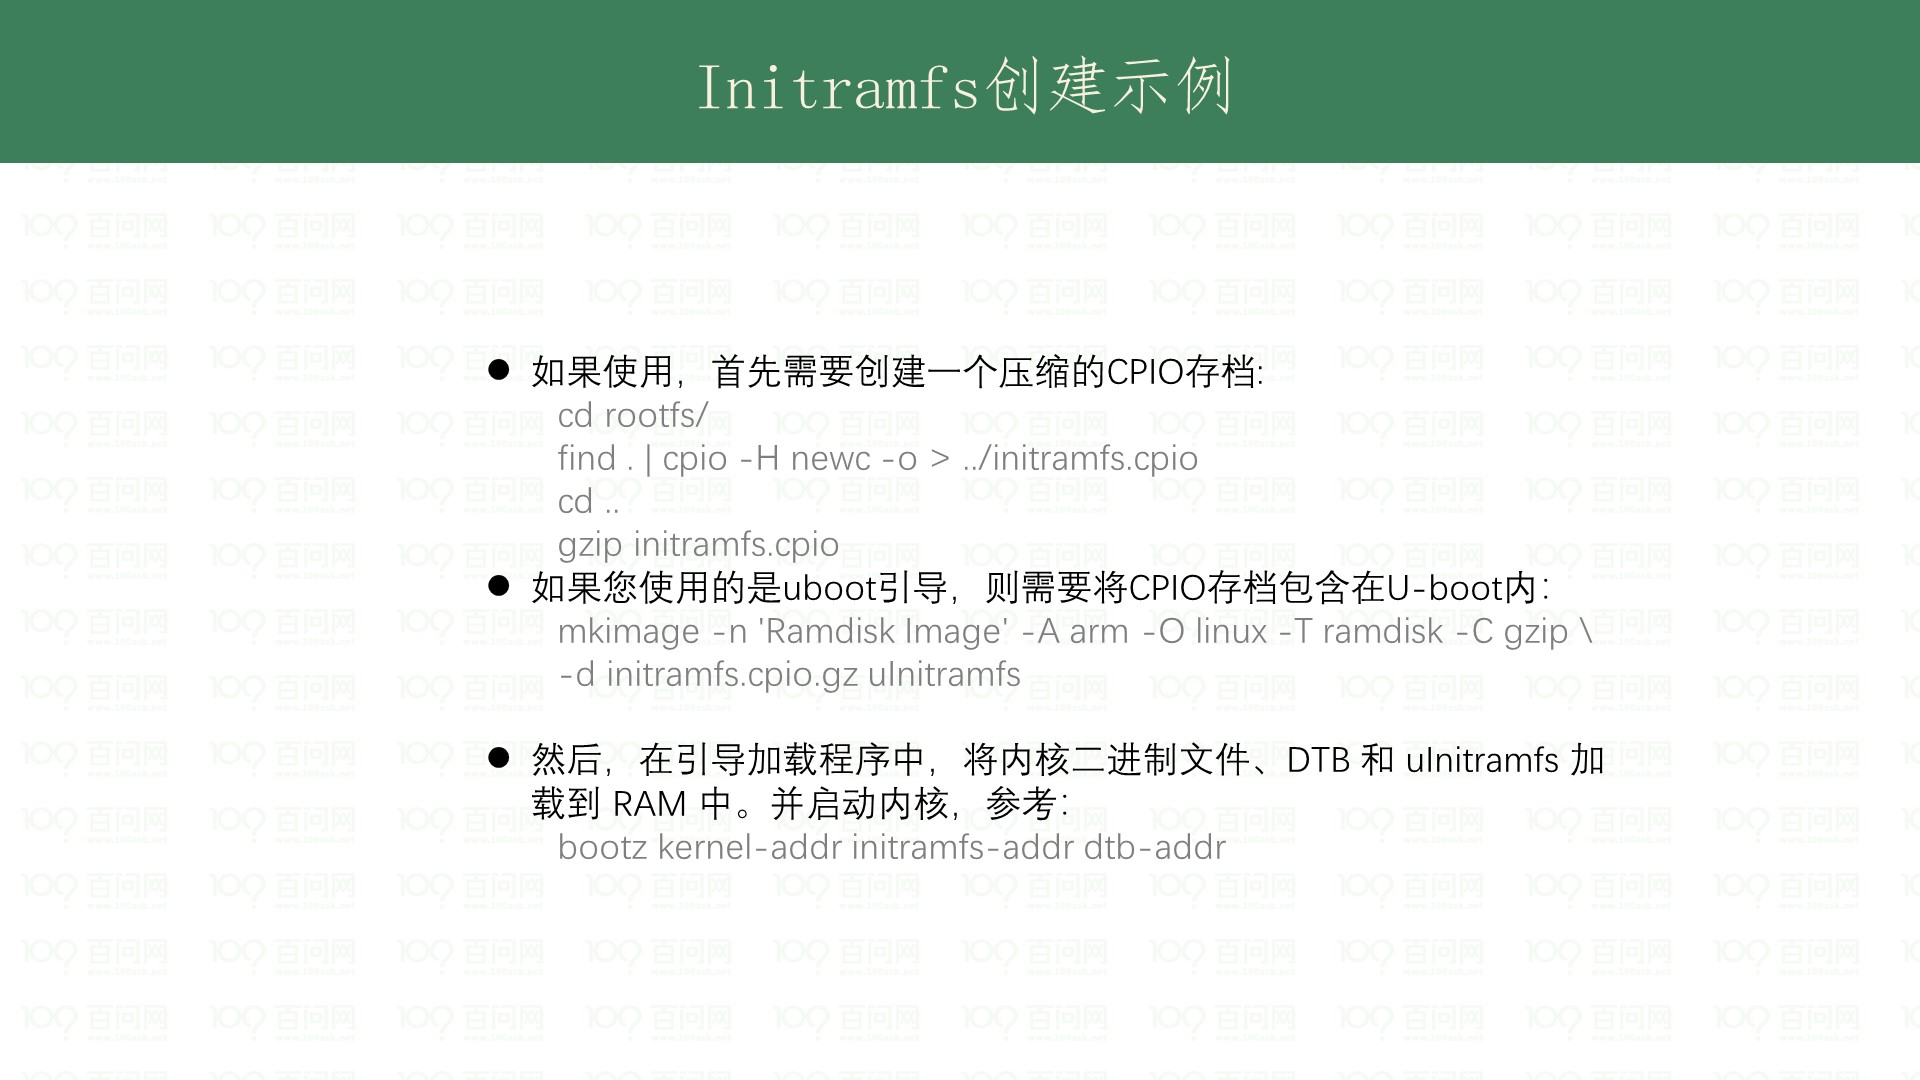 Initramfs创建示例
● 如果使用，首先需要创建一个压缩的CPIO存档:
cd rootfs/
find . | cpio -H newc -o > ../initramfs.cpio
cd ..
gzip initramfs.cpio
● 如果您使用的是uboot引导，则需要将CPIO存档包含在U-boot内：
mkimage -n 'Ramdisk Image' -A arm -O linux -T ramdisk -C gzip \
-d initramfs.cpio.gz uInitramfs
● 然后，在引导加载程序中，将内核二进制文件、DTB 和 uInitramfs 加
载到 RAM 中。并启动内核，参考：
bootz kernel-addr initramfs-addr dtb-addr